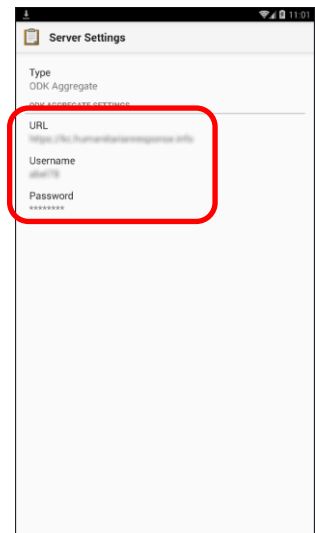 11:01
Server Settings
Type
ODK Aggregate
ODK AGGREGATE SETTINGS
URL
Username
Password
********